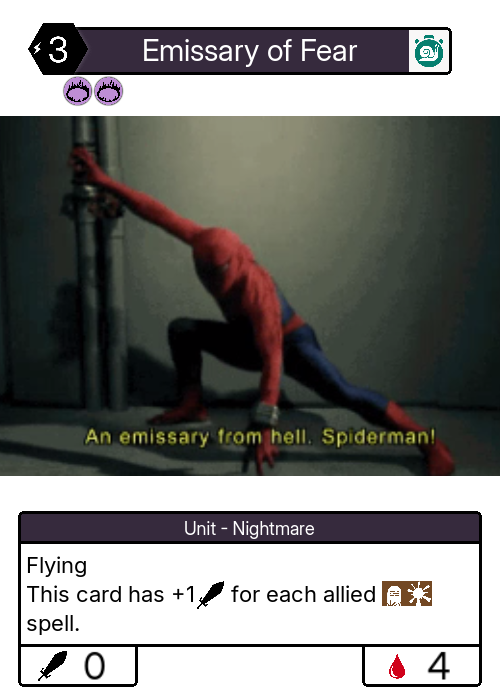 3
Emissary of Fear
An emissary from hell. Spiderman!
Unit - Nightmare
Flying
This card has +1 for each allied
spell.
0
4